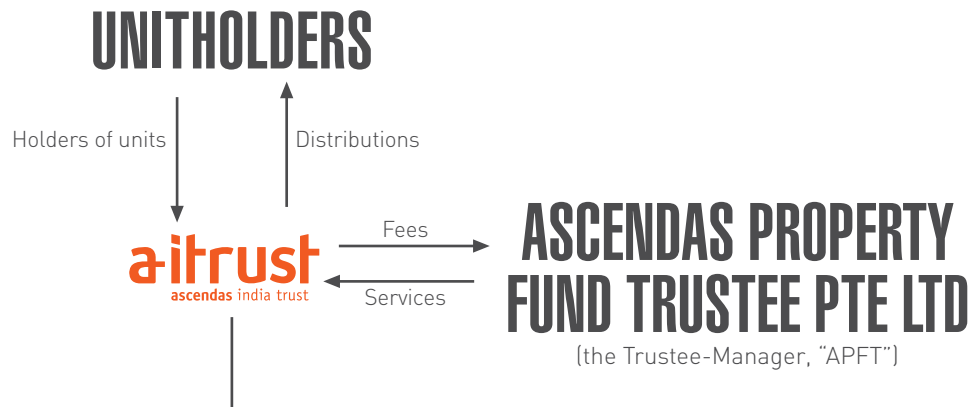 UNITHOLDERS
Holders of units
Distributions
a-itrust
ascendas india trust
Fees
Services
ASCENDAS PROPERTY
FUND TRUSTEE PTE LTD
(the Trustee-Manager, “APFT”)